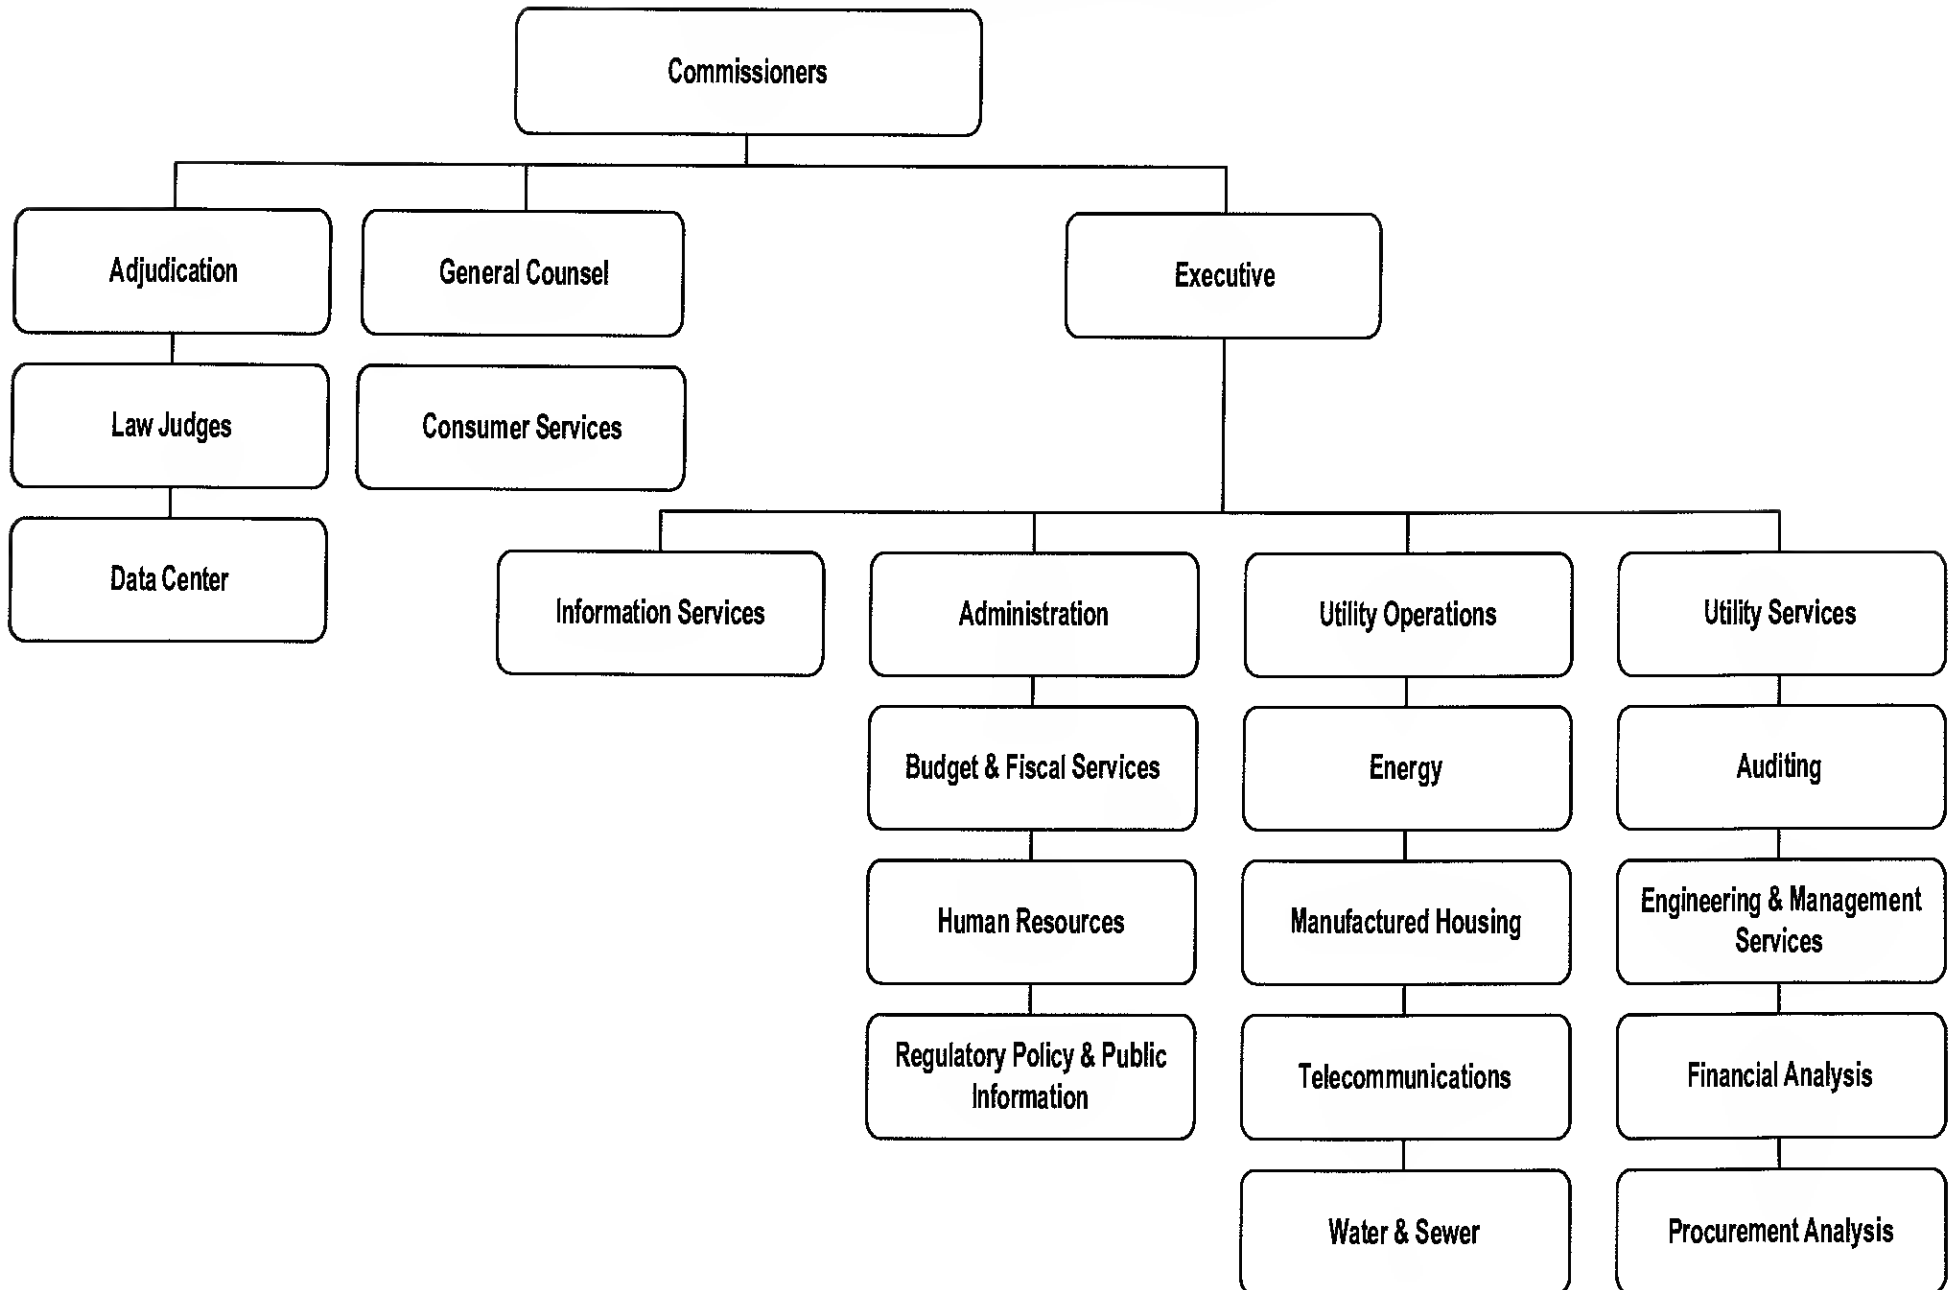 Commissioners
Adjudication
General Counsel
Executive
Law Judges
Consumer Services
Data Center
Information Services
Administration
Utility Operations
Utility Services
Budget & Fiscal Services
Energy
Auditing
Human Resources
Manufactured Housing
Engineering & Management
Services
Regulatory Policy & Public
Information
Telecommunications
Financial Analysis
Water & Sewer
Procurement Analysis